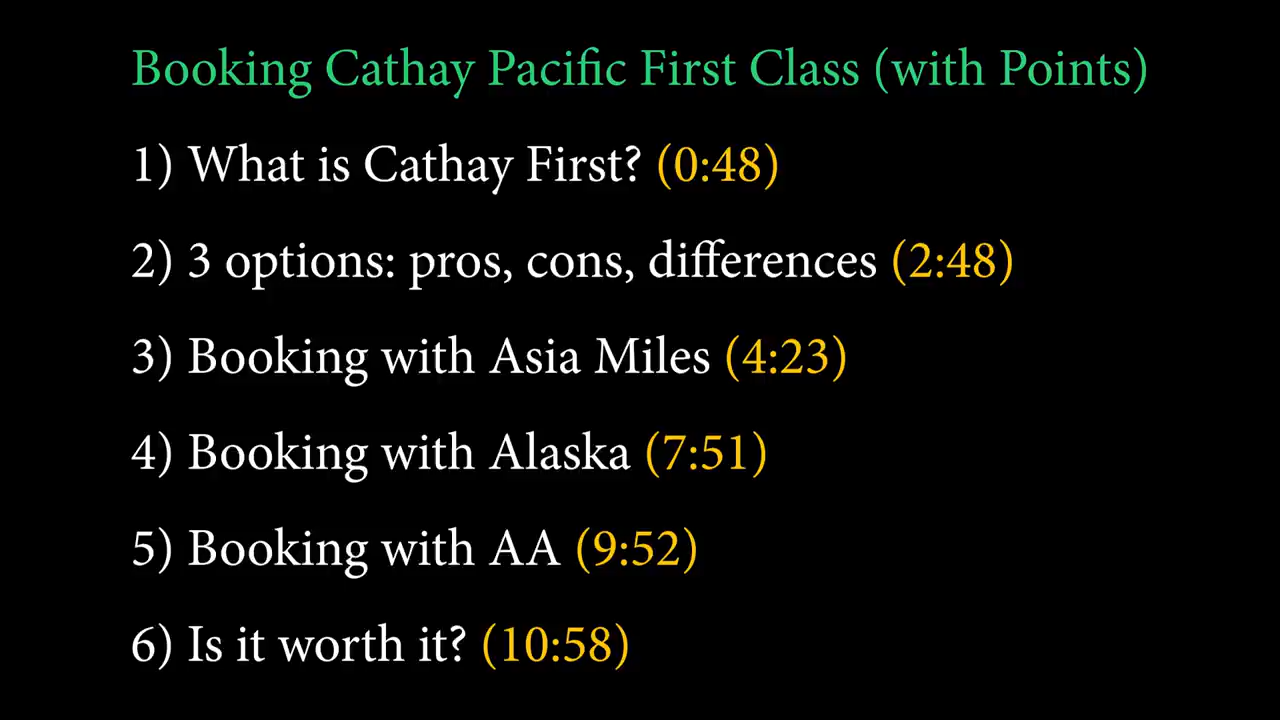 Booking Cathay Pacific First Class (with Points)
1) What is Cathay First? (0:48)
2) 3 options: pros, cons, differences (2:48)
3) Booking with Asia Miles (4:23)
4) Booking with Alaska (7:51)
5) Booking with AA (9:52)
6) Is it worth it? (10:58)